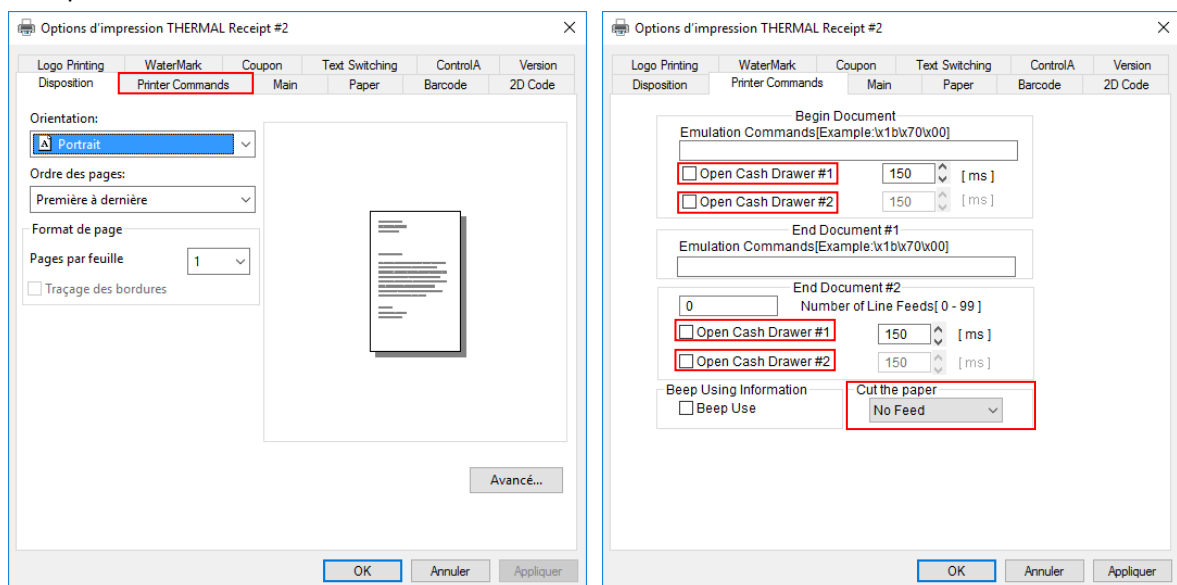 Options d'impression THERMAL Receipt #2
Logo Printing WaterMark Coupon Text Switching ControlA Version
Disposition Printer Commands Main Paper Barcode 2D Code
Orientation:
Portrait
Ordre des pages:
Première à dernière
Format de page
Pages par feuille 1
Traçage des bordures
Avancé...
OK Annuler Appliquer
Options d'impression THERMAL Receipt #2
Logo Printing WaterMark Coupon Text Switching ControlA Version
Disposition Printer Commands Main Paper Barcode 2D Code
Begin Document
Emulation Commands[Example:\x1b\x70\x00]
Open Cash Drawer #1 150 [ ms ]
Open Cash Drawer #2 150 [ ms ]
End Document #1
Emulation Commands[Example:\x1b\x70\x00]
End Document #2
0 Number of Line Feeds[ 0 - 99 ]
Open Cash Drawer #1 150 [ ms ]
Open Cash Drawer #2 150 [ ms ]
Beep Using Information
Beep Use
Cut the paper
No Feed
OK Annuler Appliquer